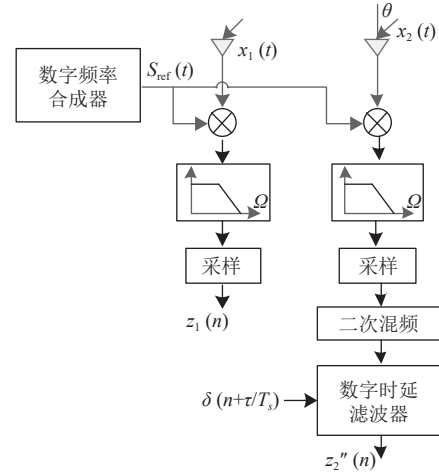 θ
x₁(t)
x₂(t)
数字频率
合成器
S_ref(t)
Ω
Ω
采样
采样
z₁(n)
二次混频
δ(n+τ/Tₛ)
数字时延
滤波器
z₂″(n)